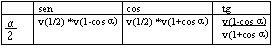 sen cos tg
α v(1/2) *v(1-cos α) v(1/2) *v(1+cos α) v(1-cos α)
2 v(1+cos α)